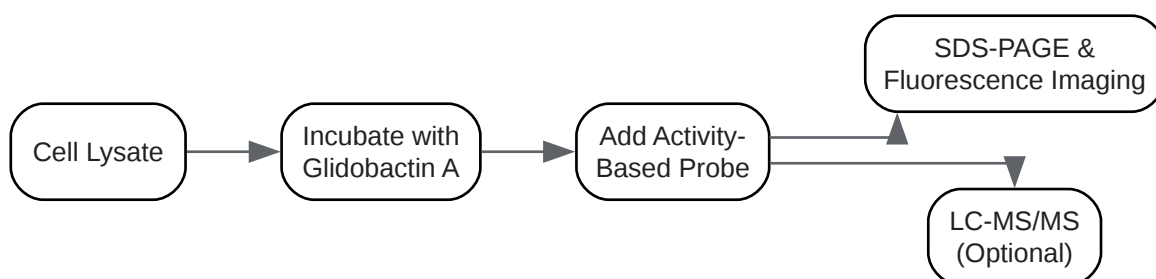 Cell Lysate
Incubate with
Glidobactin A
Add Activity-
Based Probe
SDS-PAGE &
Fluorescence Imaging
LC-MS/MS
(Optional)